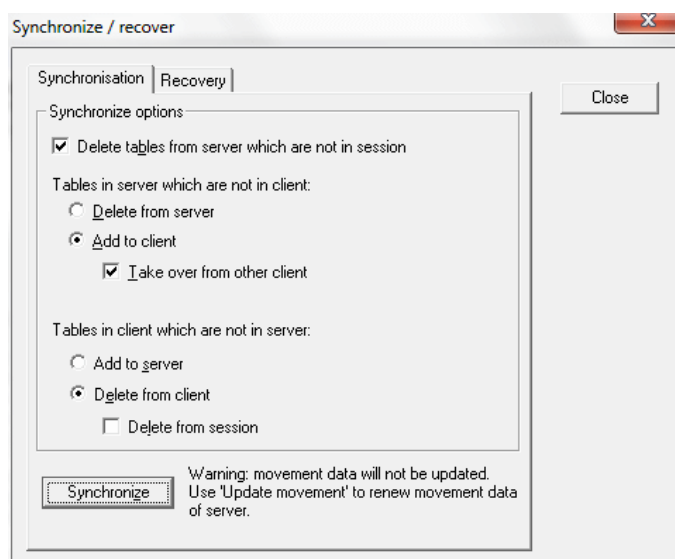 Synchronize / recover
Synchronisation
Recovery
Close
Synchronize options
Delete tables from server which are not in session
Tables in server which are not in client:
Delete from server
Add to client
Take over from other client
Tables in client which are not in server:
Add to server
Delete from client
Delete from session
Synchronize
Warning: movement data will not be updated.
Use 'Update movement' to renew movement data
of server.